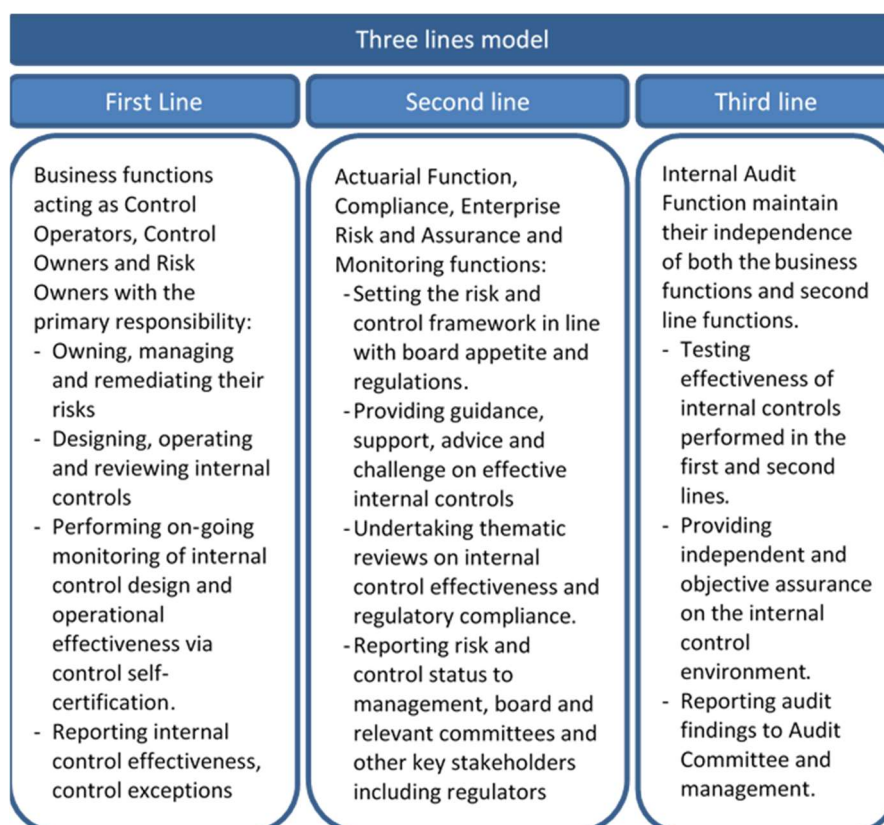 Three lines model
First Line
Second line
Third line
Business functions
acting as Control
Operators, Control
Owners and Risk
Owners with the
primary responsibility:
- Owning, managing
and remediating their
risks
- Designing, operating
and reviewing internal
controls
- Performing on-going
monitoring of internal
control design and
operational
effectiveness via
control self-
certification.
- Reporting internal
control effectiveness,
control exceptions
Actuarial Function,
Compliance, Enterprise
Risk and Assurance and
Monitoring functions:
- Setting the risk and
control framework in line
with board appetite and
regulations.
- Providing guidance,
support, advice and
challenge on effective
internal controls
- Undertaking thematic
reviews on internal
control effectiveness and
regulatory compliance.
- Reporting risk and
control status to
management, board and
relevant committees and
other key stakeholders
including regulators
Internal Audit
Function maintain
their independence
of both the business
functions and second
line functions.
- Testing
effectiveness of
internal controls
performed in the
first and second
lines.
- Providing
independent and
objective assurance
on the internal
control
environment.
- Reporting audit
findings to Audit
Committee and
management.